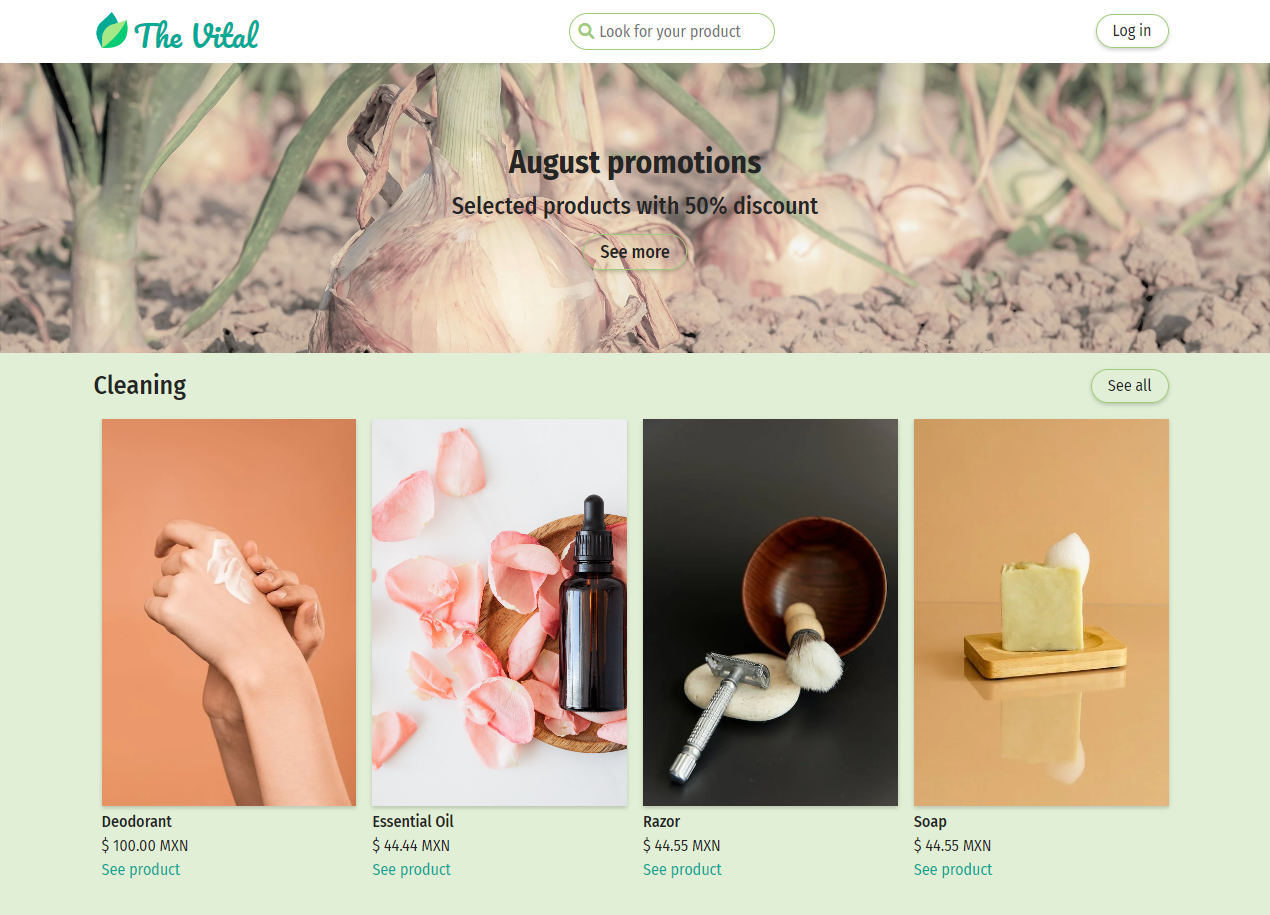 The Vital
Look for your product
Log in
August promotions
Selected products with 50% discount
See more
Cleaning
See all
Deodorant
$ 100.00 MXN
See product
Essential Oil
$ 44.44 MXN
See product
Razor
$ 44.55 MXN
See product
Soap
$ 44.55 MXN
See product